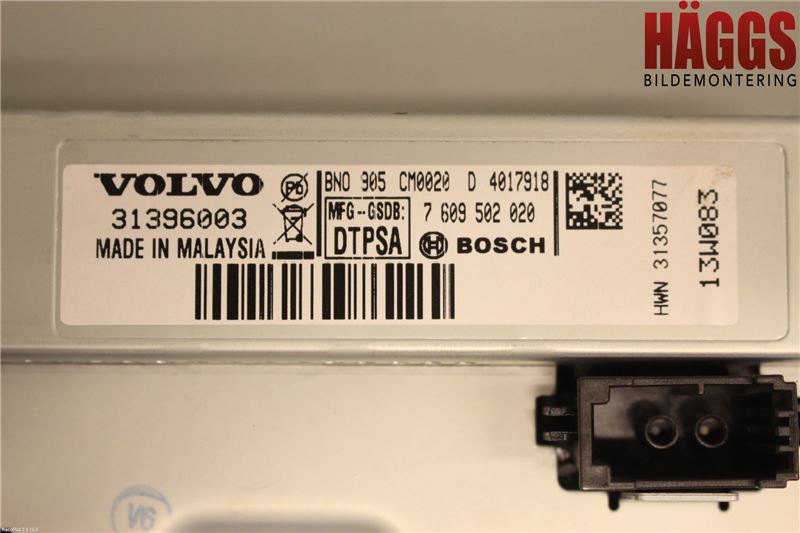 HÄGGS
BILDEMONTERING
VOLVO
31396003
MADE IN MALAYSIA
Pb
BNO 905 CM0020 D 4017918
MFG-GSDB:
DTPSA
7 609 502 020
BOSCH
HWN 31357077
13W083